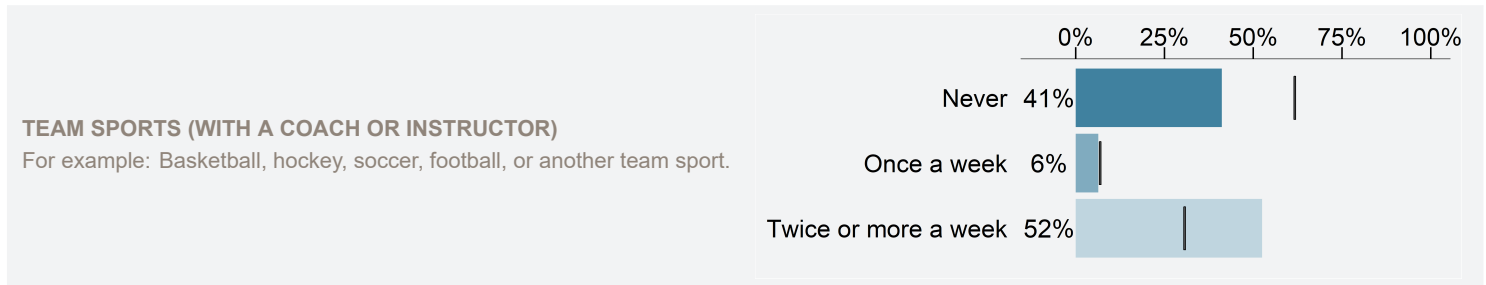 TEAM SPORTS (WITH A COACH OR INSTRUCTOR)
For example: Basketball, hockey, soccer, football, or another team sport.
0% 25% 50% 75% 100%
Never 41%
Once a week 6%
Twice or more a week 52%